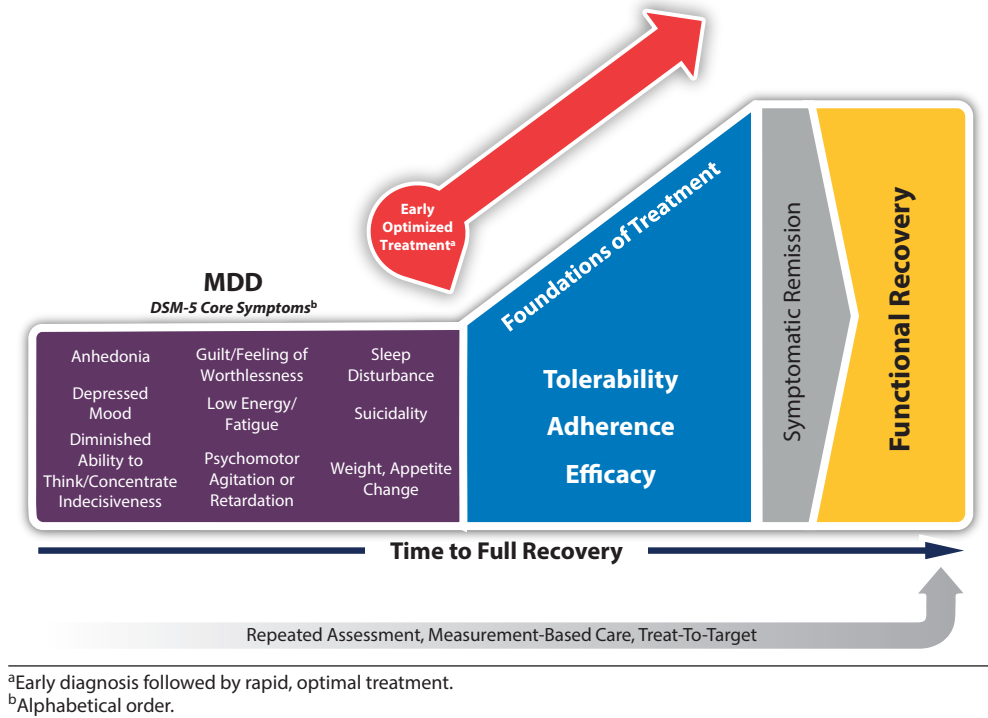 Early
Optimized
Treatmentᵃ
MDD
DSM-5 Core Symptomsᵇ
Anhedonia
Depressed
Mood
Diminished
Ability to
Think/Concentrate
Indecisiveness
Guilt/Feeling of
Worthlessness
Low Energy/
Fatigue
Psychomotor
Agitation or
Retardation
Sleep
Disturbance
Suicidality
Weight, Appetite
Change
Foundations of Treatment
Tolerability
Adherence
Efficacy
Symptomatic Remission
Functional Recovery
Time to Full Recovery
Repeated Assessment, Measurement-Based Care, Treat-To-Target
ᵃEarly diagnosis followed by rapid, optimal treatment.
ᵇAlphabetical order.